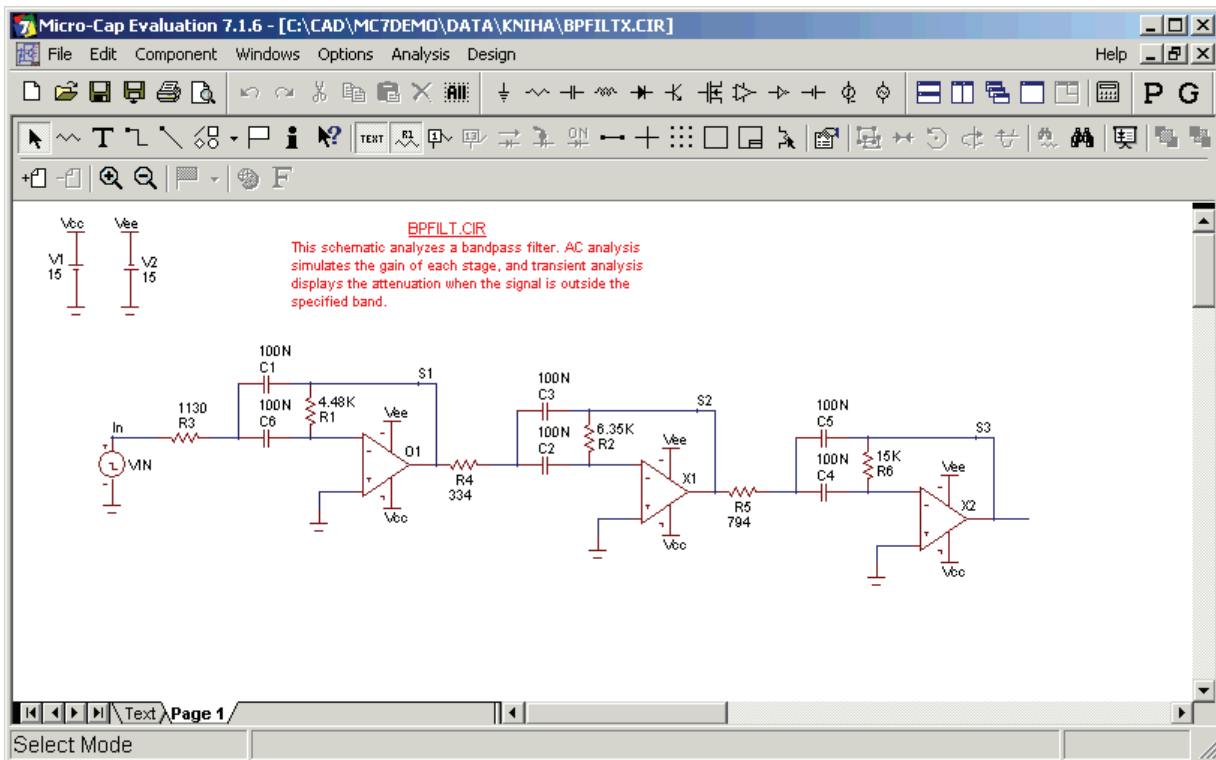 Micro-Cap Evaluation 7.1.6 - [C:\CAD\MC7DEMO\DATA\KNIHA\BPFILTX.CIR]
File Edit Component Windows Options Analysis Design Help
P G
T i TEXT R1 1 13 ON
F
Vcc Vee
V1
15
V2
15
BPFILT.CIR
This schematic analyzes a bandpass filter. AC analysis
simulates the gain of each stage, and transient analysis
displays the attenuation when the signal is outside the
specified band.
100N
C1
S1
1130
R3
100N
C6
4.48K
R1
Vee
In
VIN
O1
Vcc
R4
334
100N
C3
S2
100N
C2
6.35K
R2
Vee
X1
Vcc
R5
794
100N
C5
S3
100N
C4
15K
R6
Vee
X2
Vcc
Text Page 1
Select Mode